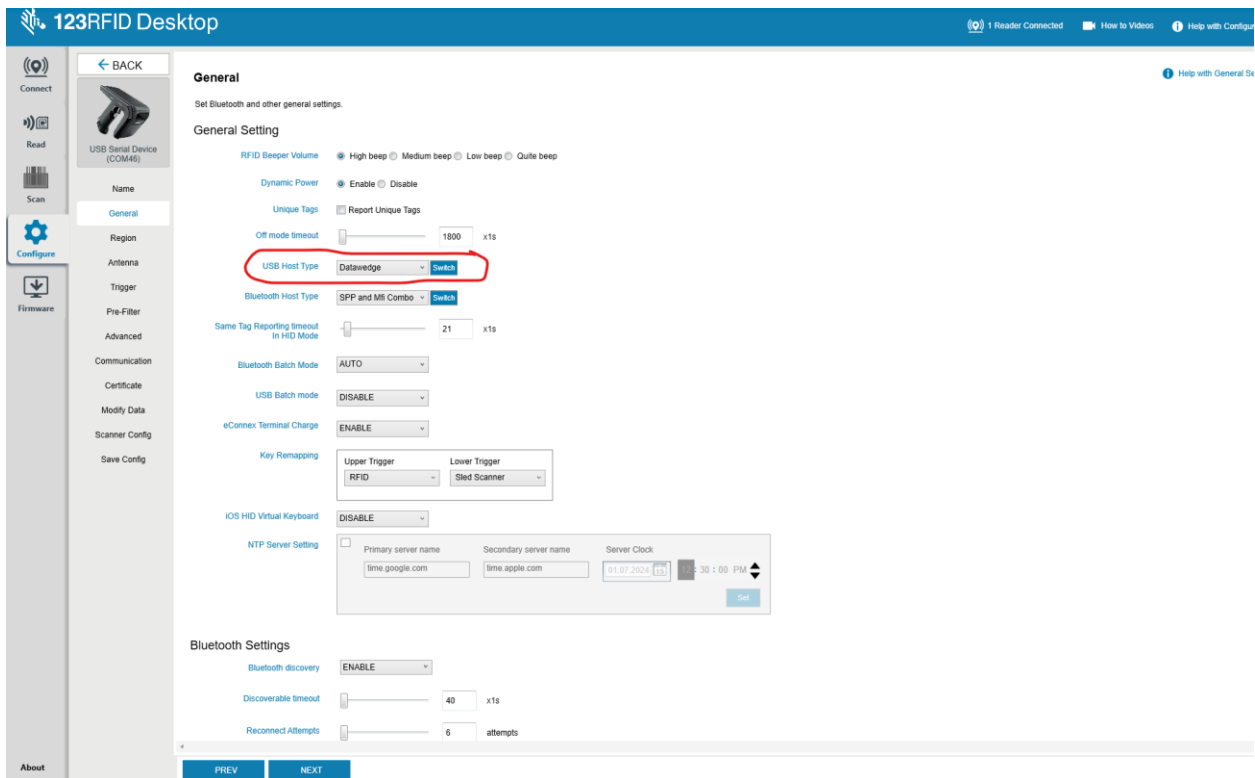 123RFID Desktop
1 Reader Connected
How to Videos
Help with Configur
Connect
Read
Scan
Configure
Firmware
About
BACK
USB Serial Device
(COM46)
Name
General
Region
Antenna
Trigger
Pre-Filter
Advanced
Communication
Certificate
Modify Data
Scanner Config
Save Config
General
Help with General Se
Set Bluetooth and other general settings.
General Setting
RFID Beeper Volume High beep Medium beep Low beep Quite beep
Dynamic Power Enable Disable
Unique Tags Report Unique Tags
Off mode timeout 1800 x1s
USB Host Type Datawedge Switch
Bluetooth Host Type SPP and Mfi Combo Switch
Same Tag Reporting timeout
In HID Mode 21 x1s
Bluetooth Batch Mode AUTO
USB Batch mode DISABLE
eConnex Terminal Charge ENABLE
Key Remapping
Upper Trigger Lower Trigger
RFID Sled Scanner
iOS HID Virtual Keyboard DISABLE
NTP Server Setting
Primary server name Secondary server name Server Clock
time.google.com time.apple.com 01.07.2024 15 : 30 : 00 PM
Set
Bluetooth Settings
Bluetooth discovery ENABLE
Discoverable timeout 40 x1s
Reconnect Attempts 6 attempts
PREV NEXT